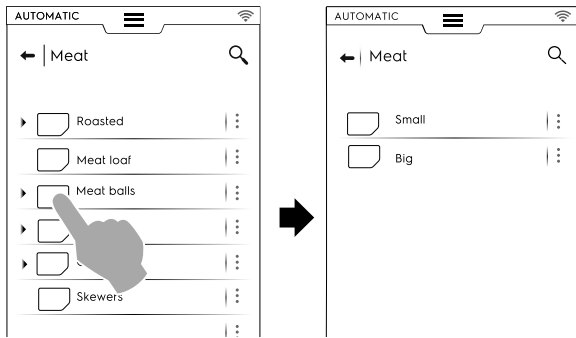 AUTOMATIC
Meat
Roasted
Meat loaf
Meat balls
Skewers
AUTOMATIC
Meat
Small
Big